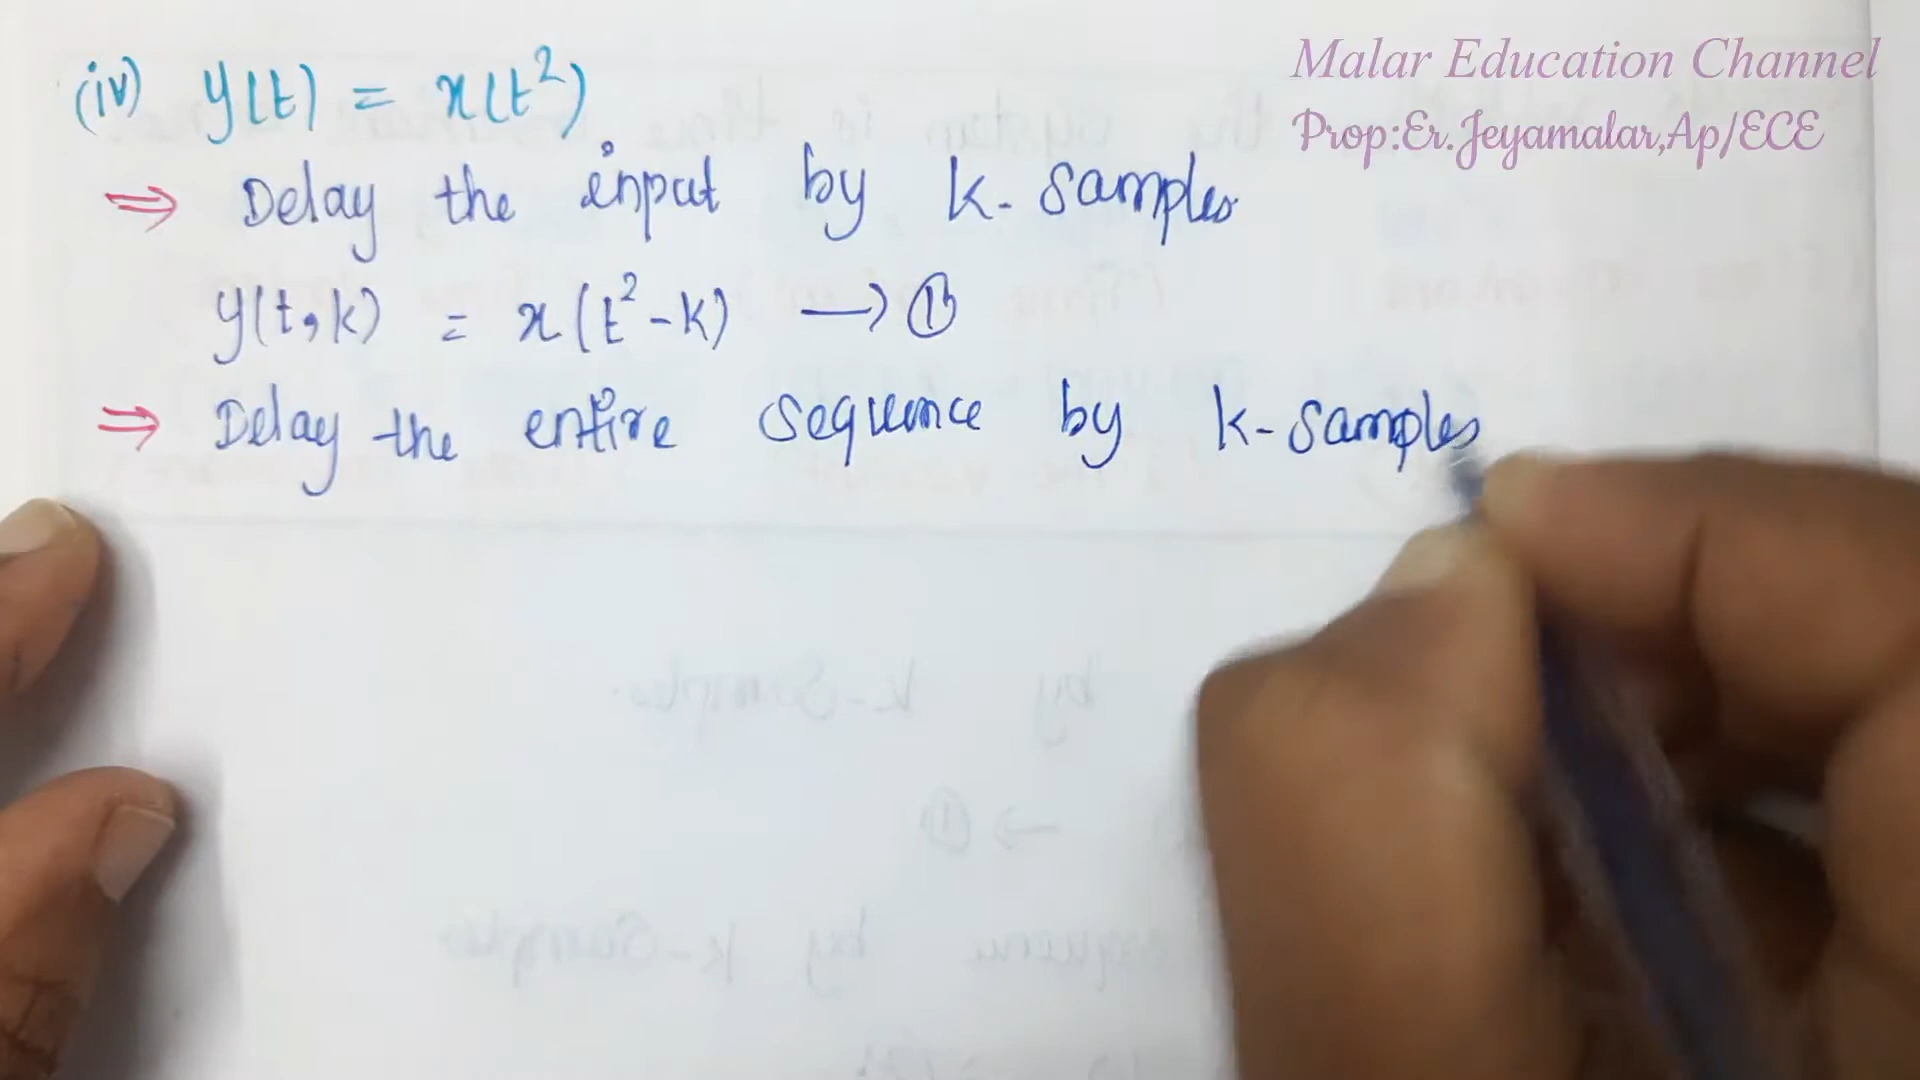 Malar Education Channel
Prop:Er.Jeyamalar,Ap/ECE
(iv) y(t) = x(t²)
⇒ Delay the input by k-samples
y(t,k) = x(t²-k) → ①
⇒ Delay the entire sequence by k-samples